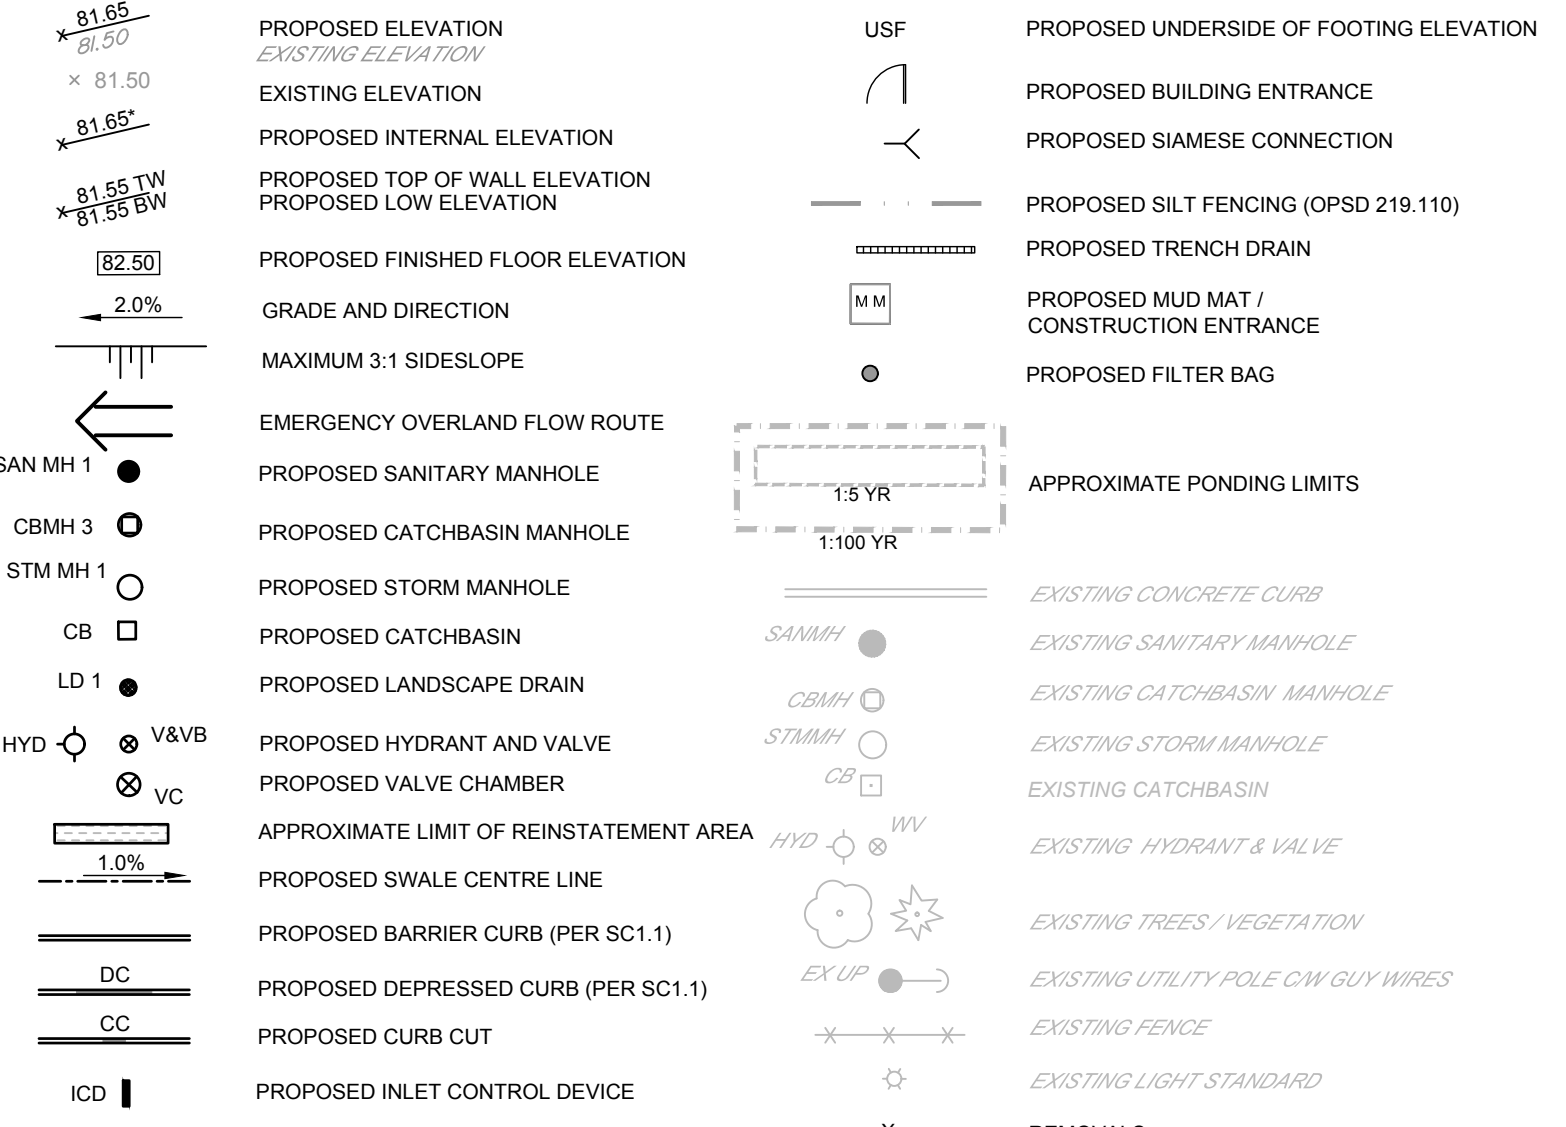 81.65
81.50
PROPOSED ELEVATION
EXISTING ELEVATION
× 81.50
EXISTING ELEVATION
81.65*
PROPOSED INTERNAL ELEVATION
81.55 TW
81.55 BW
PROPOSED TOP OF WALL ELEVATION
PROPOSED LOW ELEVATION
82.50
PROPOSED FINISHED FLOOR ELEVATION
2.0%
GRADE AND DIRECTION
MAXIMUM 3:1 SIDESLOPE
EMERGENCY OVERLAND FLOW ROUTE
SAN MH 1
PROPOSED SANITARY MANHOLE
CBMH 3
PROPOSED CATCHBASIN MANHOLE
STM MH 1
PROPOSED STORM MANHOLE
CB
PROPOSED CATCHBASIN
LD 1
PROPOSED LANDSCAPE DRAIN
HYD
V&VB
PROPOSED HYDRANT AND VALVE
VC
PROPOSED VALVE CHAMBER
APPROXIMATE LIMIT OF REINSTATEMENT AREA
1.0%
PROPOSED SWALE CENTRE LINE
PROPOSED BARRIER CURB (PER SC1.1)
DC
PROPOSED DEPRESSED CURB (PER SC1.1)
CC
PROPOSED CURB CUT
ICD
PROPOSED INLET CONTROL DEVICE
USF
PROPOSED UNDERSIDE OF FOOTING ELEVATION
PROPOSED BUILDING ENTRANCE
PROPOSED SIAMESE CONNECTION
PROPOSED SILT FENCING (OPSD 219.110)
PROPOSED TRENCH DRAIN
M M
PROPOSED MUD MAT /
CONSTRUCTION ENTRANCE
PROPOSED FILTER BAG
1:5 YR
1:100 YR
APPROXIMATE PONDING LIMITS
EXISTING CONCRETE CURB
SANMH
EXISTING SANITARY MANHOLE
CBMH
EXISTING CATCHBASIN MANHOLE
STMMH
EXISTING STORM MANHOLE
CB
EXISTING CATCHBASIN
HYD
WV
EXISTING HYDRANT & VALVE
EXISTING TREES / VEGETATION
EX UP
EXISTING UTILITY POLE C/W GUY WIRES
EXISTING FENCE
EXISTING LIGHT STANDARD